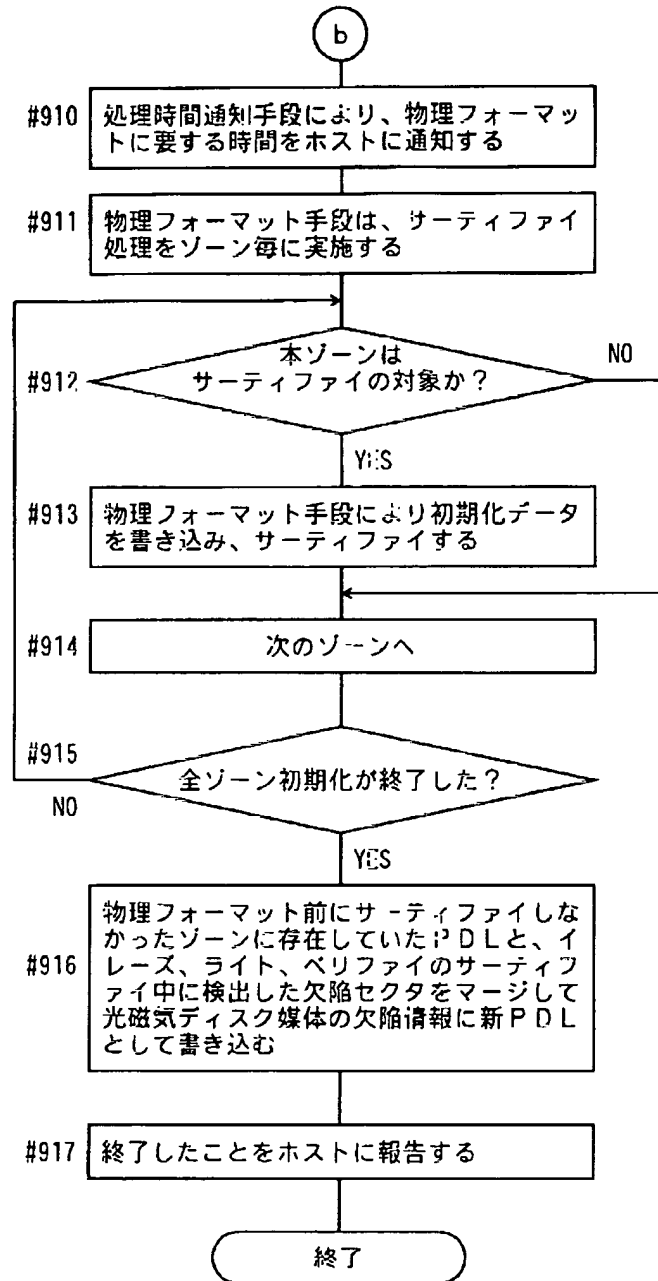 b
#910
処理時間通知手段により、物理フォーマッ
トに要する時間をホストに通知する
#911
物理フォーマット手段は、サーティファイ
処理をゾーン毎に実施する
本ゾーンは
サーティファイの対象か？
#912
NO
YES
#913
物理フォーマット手段により初期化データ
を書き込み、サーティファイする
#914
次のゾーンへ
#915
全ゾーン初期化が終了した？
NO
YES
#916
物理フォーマット前にサーティファイしな
かったゾーンに存在していたＰＤＬと、イ
レーズ、ライト、ベリファイのサーティフ
ァイ中に検出した欠陥セクタをマージして
光磁気ディスク媒体の欠陥情報に新ＰＤＬ
として書き込む
#917
終了したことをホストに報告する
終了